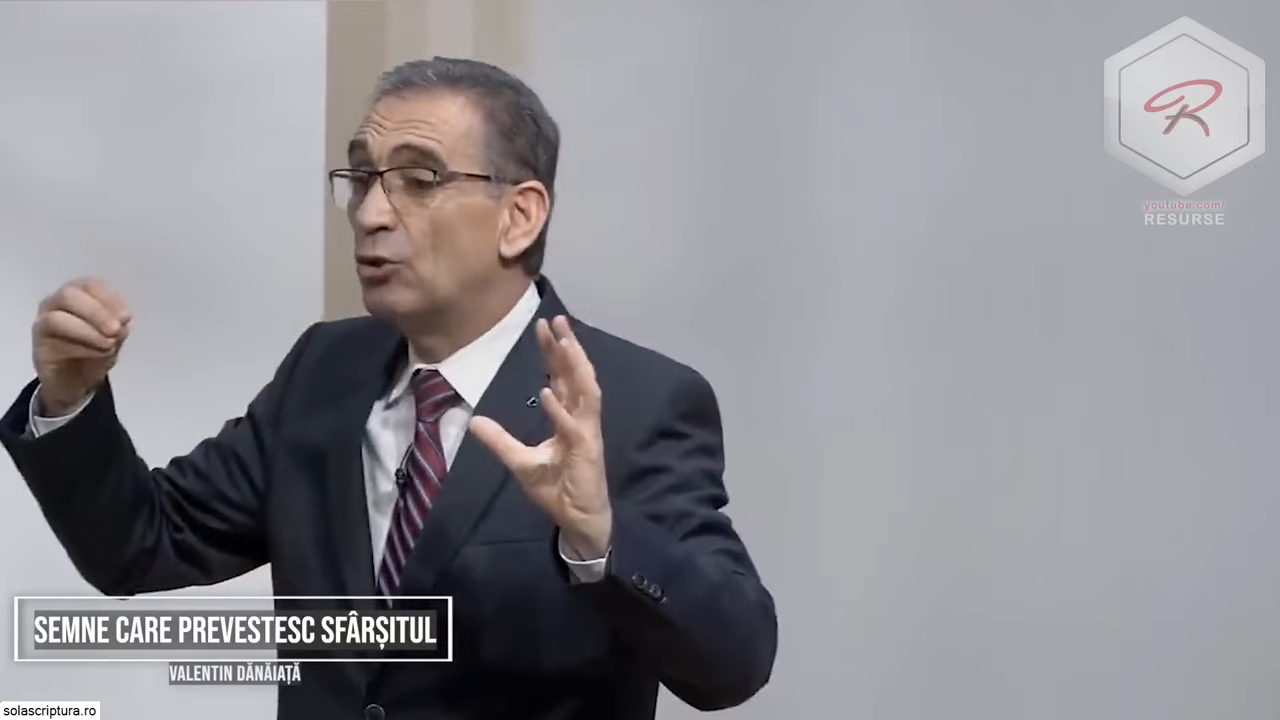 youtube.com/
RESURSE
SEMNE CARE PREVESTESC SFÂRȘITUL
VALENTIN DĂNĂIAȚĂ
solascriptura.ro